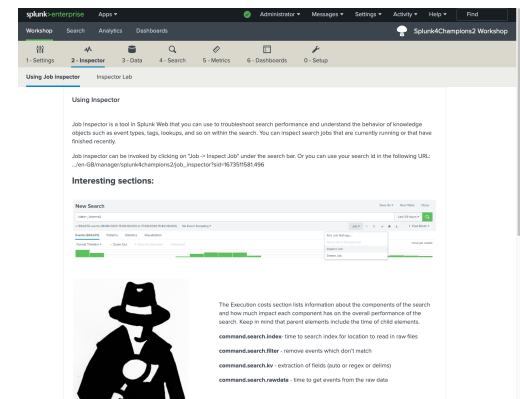 splunk>enterprise Apps ▾ Administrator ▾ Messages ▾ Settings ▾ Activity ▾ Help ▾ Find
Workshop Search Analytics Dashboards Splunk4Champions2 Workshop
1 - Settings 2 - Inspector 3 - Data 4 - Search 5 - Metrics 6 - Dashboards 0 - Setup
Using Job Inspector Inspector Lab
Using Inspector
Job Inspector is a tool in Splunk Web that you can use to troubleshoot search performance and understand the behavior of knowledge
objects such as event types, tags, lookups, and so on within the search. You can inspect search jobs that are currently running or that have
finished recently.
Job inspector can be invoked by clicking on "Job -> Inspect Job" under the search bar. Or you can use your search id in the following URL:
.../en-GB/manager/splunk4champions2/job_inspector?sid=1673511581.496
Interesting sections:
New Search
The Execution costs section lists information about the components of the search
and how much impact each component has on the overall performance of the
search. Keep in mind that parent elements include the time of child elements.
command.search.index- time to search index for location to read in raw files
command.search.filter - remove events which don't match
command.search.kv - extraction of fields (auto or regex or delims)
command.search.rawdata - time to get events from the raw data